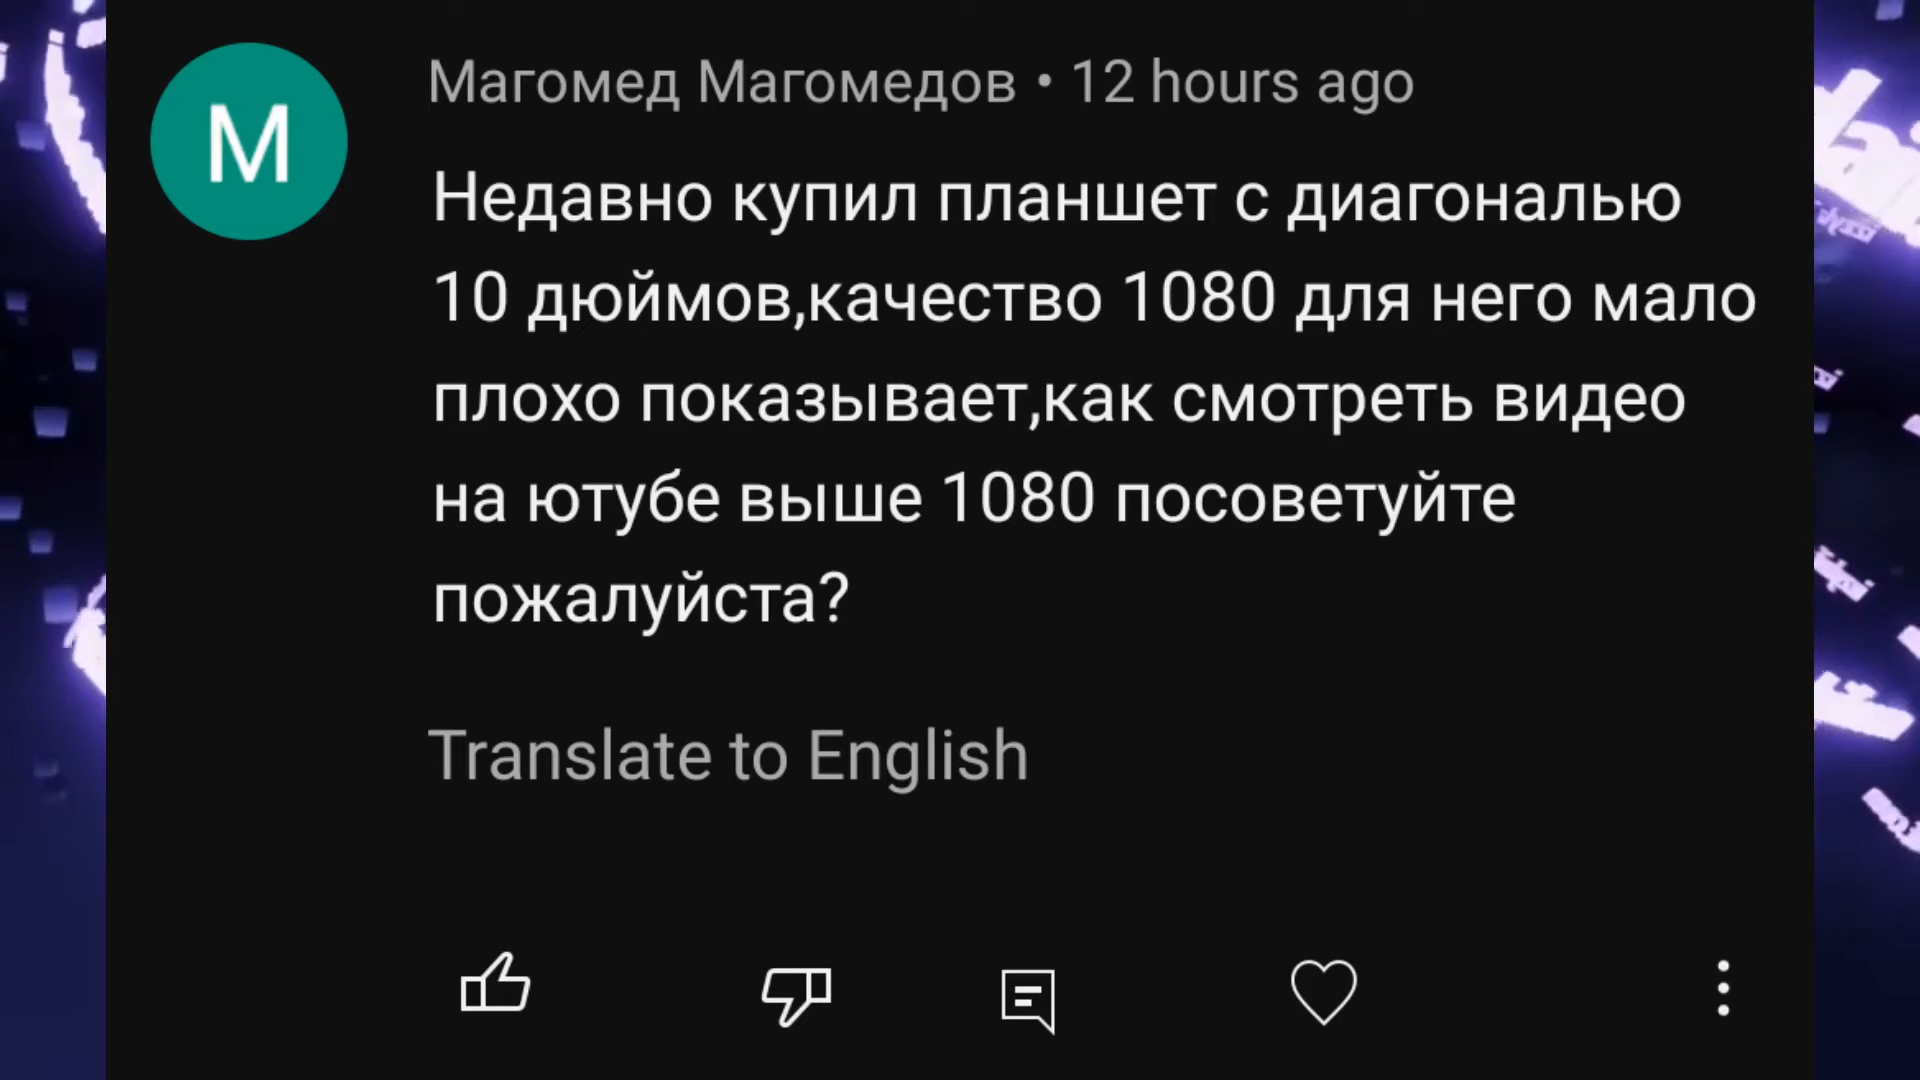 М
Магомед Магомедов • 12 hours ago
Недавно купил планшет с диагональю
10 дюймов,качество 1080 для него мало
плохо показывает,как смотреть видео
на ютубе выше 1080 посоветуйте
пожалуйста?
Translate to English